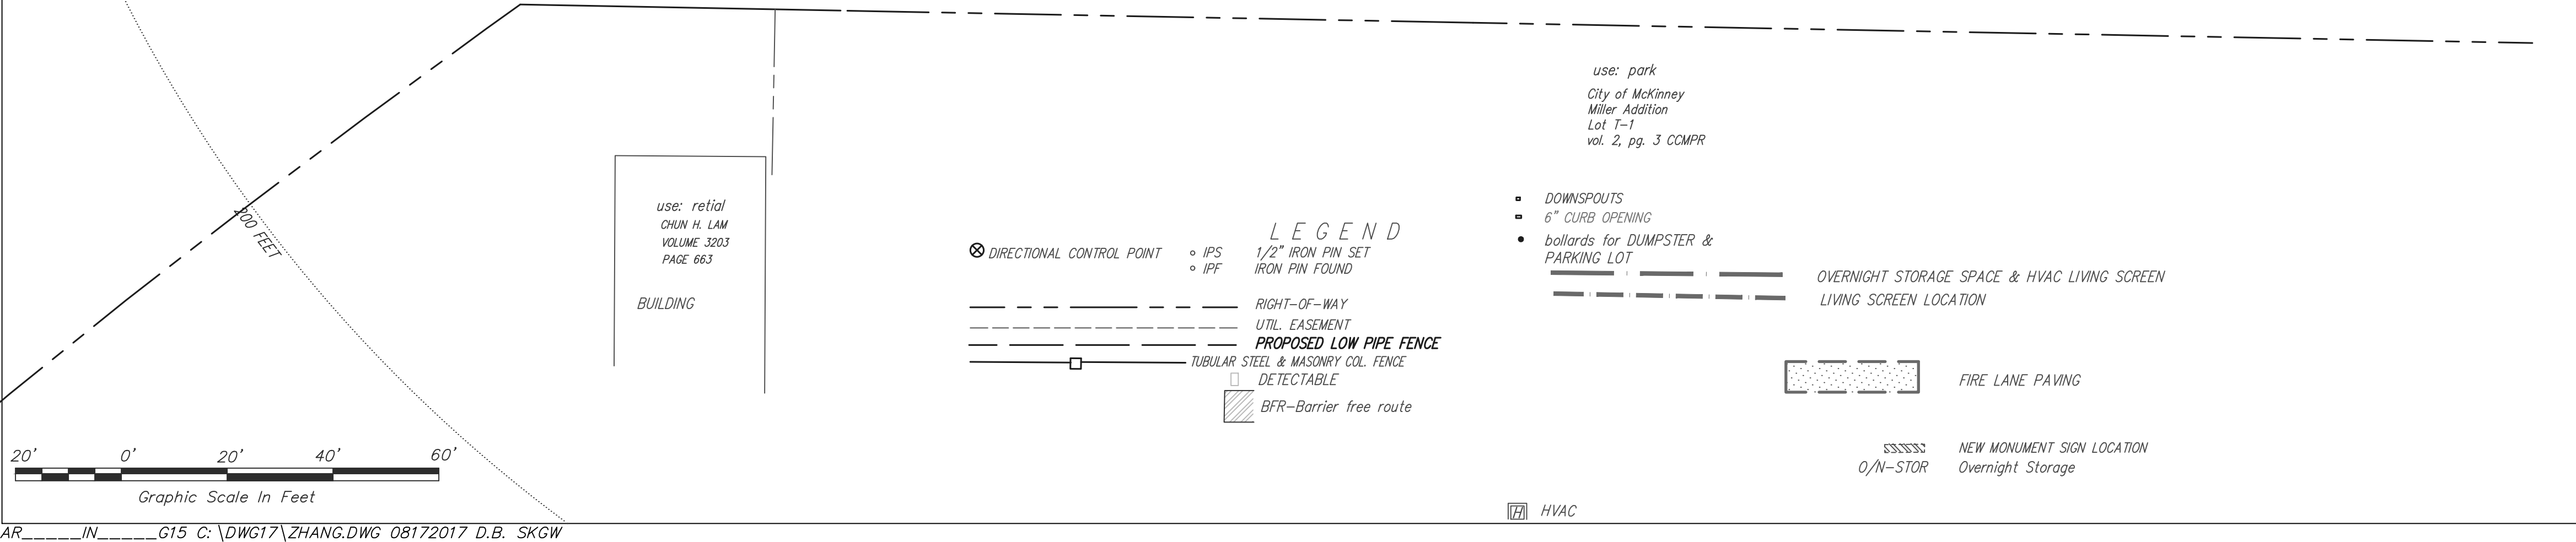 use: park
City of McKinney
Miller Addition
Lot T-1
vol. 2, pg. 3 CCMPR
200 FEET
use: retial
CHUN H. LAM
VOLUME 3203
PAGE 663
BUILDING
LEGEND
DIRECTIONAL CONTROL POINT
IPS 1/2" IRON PIN SET
IPF IRON PIN FOUND
RIGHT-OF-WAY
UTIL. EASEMENT
PROPOSED LOW PIPE FENCE
TUBULAR STEEL & MASONRY COL. FENCE
DETECTABLE
BFR-Barrier free route
DOWNSPOUTS
6" CURB OPENING
bollards for DUMPSTER &
PARKING LOT
OVERNIGHT STORAGE SPACE & HVAC LIVING SCREEN
LIVING SCREEN LOCATION
FIRE LANE PAVING
NEW MONUMENT SIGN LOCATION
O/N-STOR Overnight Storage
H HVAC
20' 0' 20' 40' 60'
Graphic Scale In Feet
AR_____IN_____G15 C:\DWG17\ZHANG.DWG 08172017 D.B. SKGW